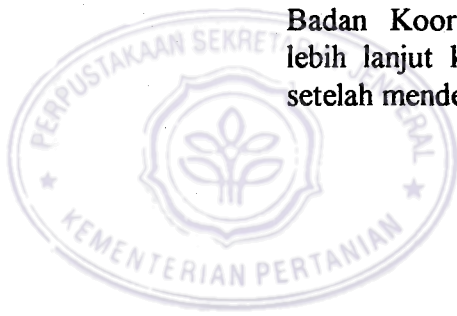 Badan Koor
lebih lanjut
setelah mende
PERPUSTAKAAN SEKRETARIAT JENDERAL
KEMENTERIAN PERTANIAN